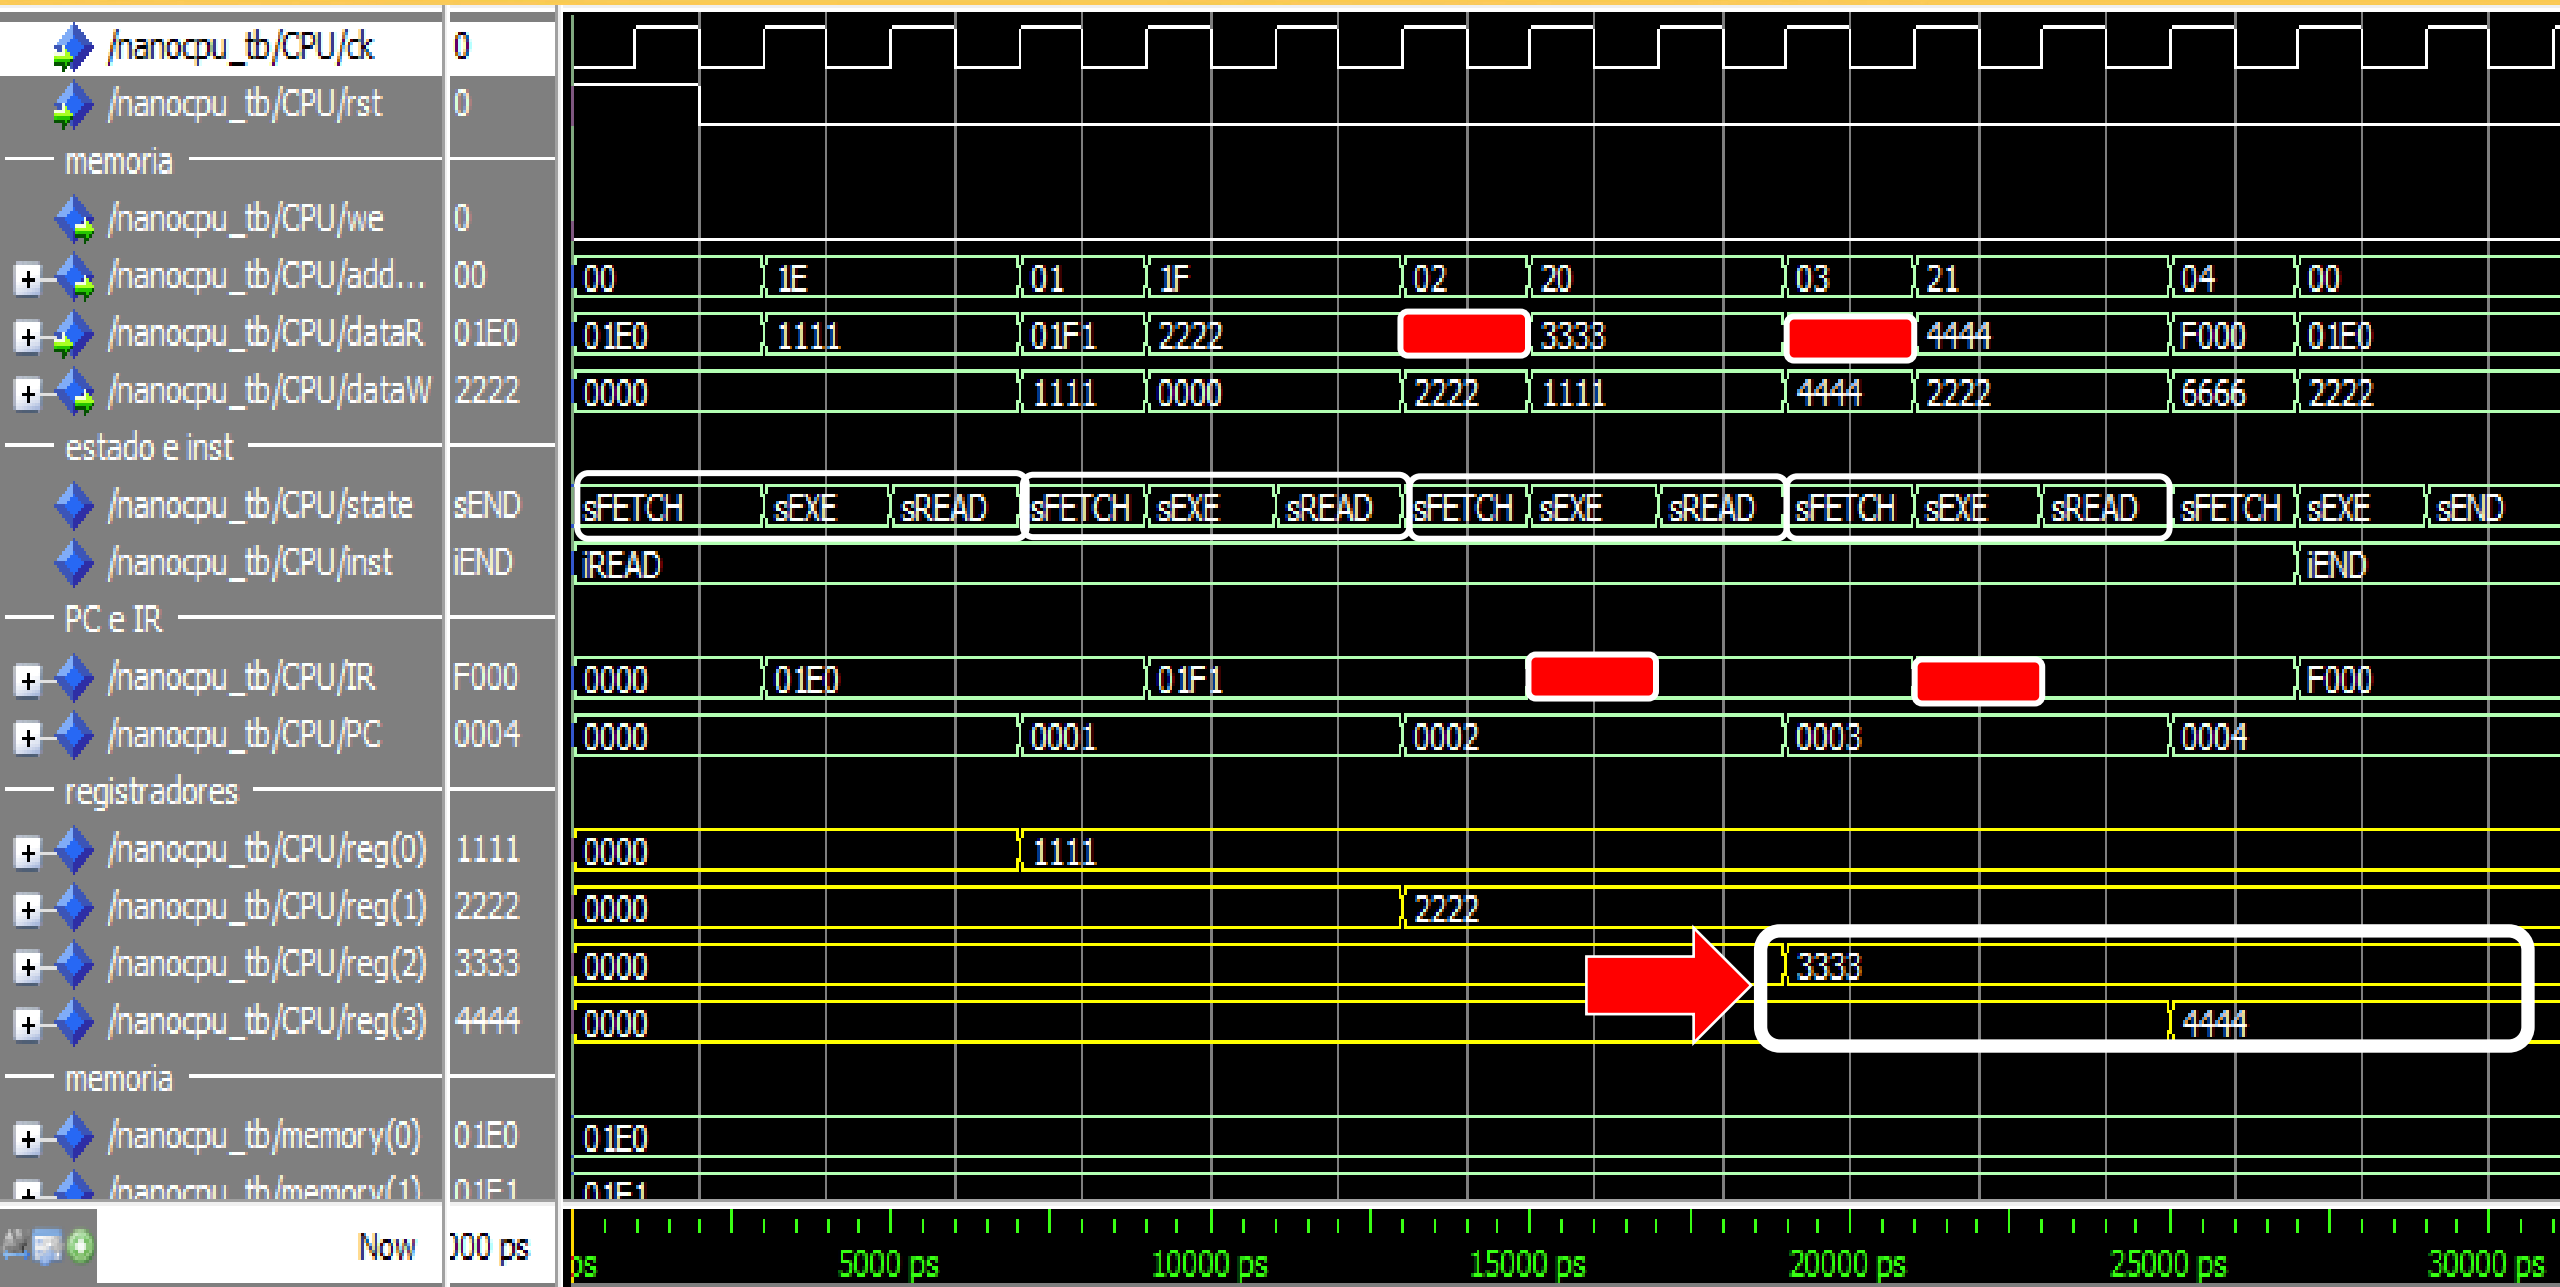 /nanocpu_tb/CPU/ck 0
/nanocpu_tb/CPU/rst 0
memoria
/nanocpu_tb/CPU/we 0
/nanocpu_tb/CPU/add... 00 00 1E 01 1F 02 20 03 21 04 00
/nanocpu_tb/CPU/dataR 01E0 01E0 1111 01F1 2222 3333 4444 F000 01E0
/nanocpu_tb/CPU/dataW 2222 0000 1111 0000 2222 1111 4444 2222 6666 2222
estado e inst
/nanocpu_tb/CPU/state sEND sFETCH sEXE sREAD sFETCH sEXE sREAD sFETCH sEXE sREAD sFETCH sEXE sREAD sFETCH sEXE sEND
/nanocpu_tb/CPU/inst iEND iREAD iEND
PC e IR
/nanocpu_tb/CPU/IR F000 0000 01E0 01F1 F000
/nanocpu_tb/CPU/PC 0004 0000 0001 0002 0003 0004
registradores
/nanocpu_tb/CPU/reg(0) 1111 0000 1111
/nanocpu_tb/CPU/reg(1) 2222 0000 2222
/nanocpu_tb/CPU/reg(2) 3333 0000 3333
/nanocpu_tb/CPU/reg(3) 4444 0000 4444
memoria
/nanocpu_tb/memory(0) 01E0 01E0
/nanocpu_tb/memory(1) 01F1 01F1
Now 000 ps ps 5000 ps 10000 ps 15000 ps 20000 ps 25000 ps 30000 ps